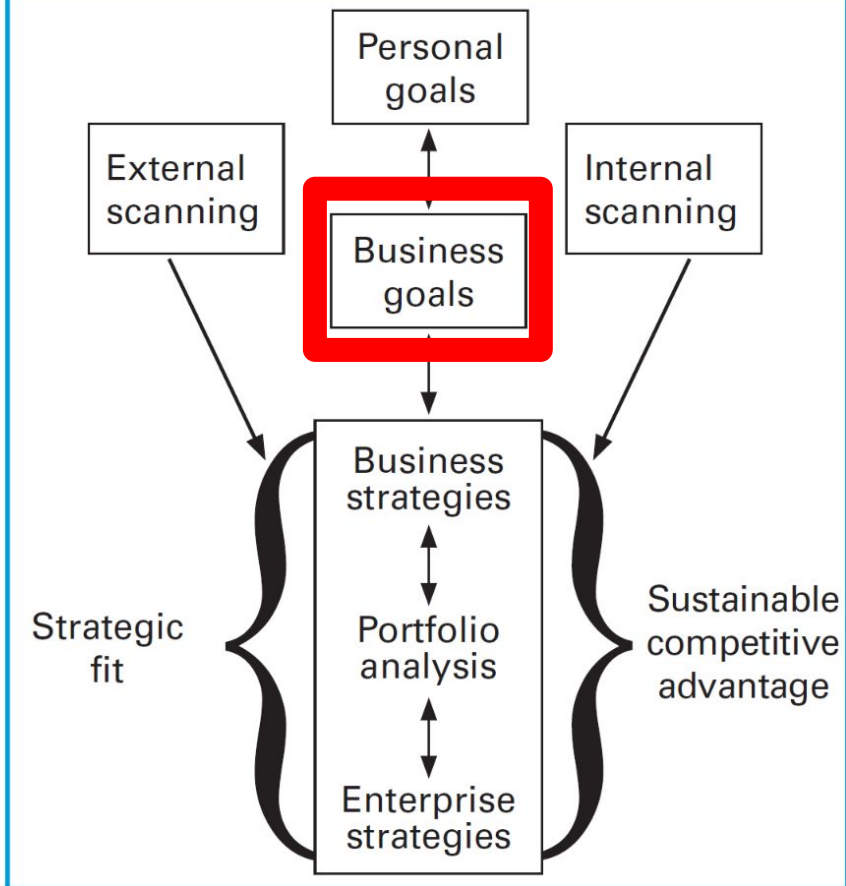 Personal
goals
External
scanning
Internal
scanning
Business
goals
Business
strategies
Strategic
fit
Portfolio
analysis
Sustainable
competitive
advantage
Enterprise
strategies